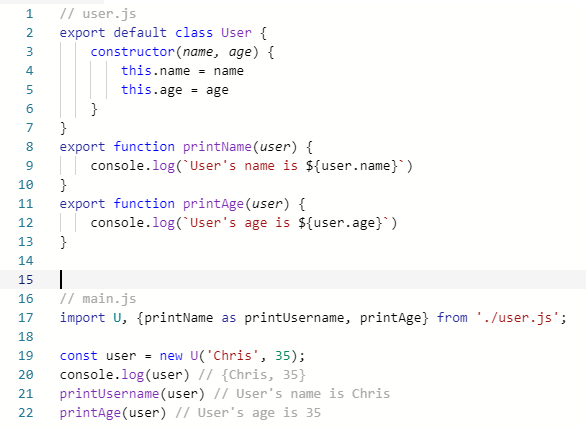 1 // user.js
2 export default class User {
3     constructor(name, age) {
4         this.name = name
5         this.age = age
6     }
7 }
8 export function printName(user) {
9     console.log(`User's name is ${user.name}`)
10 }
11 export function printAge(user) {
12     console.log(`User's age is ${user.age}`)
13 }
14
15
16 // main.js
17 import U, {printName as printUsername, printAge} from './user.js';
18
19 const user = new U('Chris', 35);
20 console.log(user) // {Chris, 35}
21 printUsername(user) // User's name is Chris
22 printAge(user) // User's age is 35